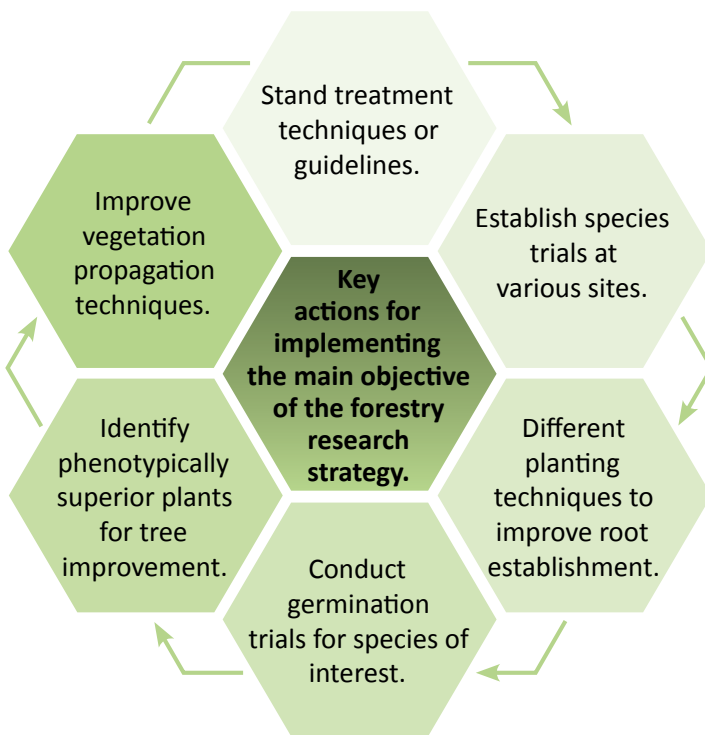 Stand treatment
techniques or
guidelines.
Establish species
trials at
various sites.
Different
planting
techniques to
improve root
establishment.
Conduct
germination
trials for species of
interest.
Identify
phenotypically
superior plants
for tree
improvement.
Improve
vegetation
propagation
techniques.
Key
actions for
implementing
the main objective
of the forestry
research
strategy.